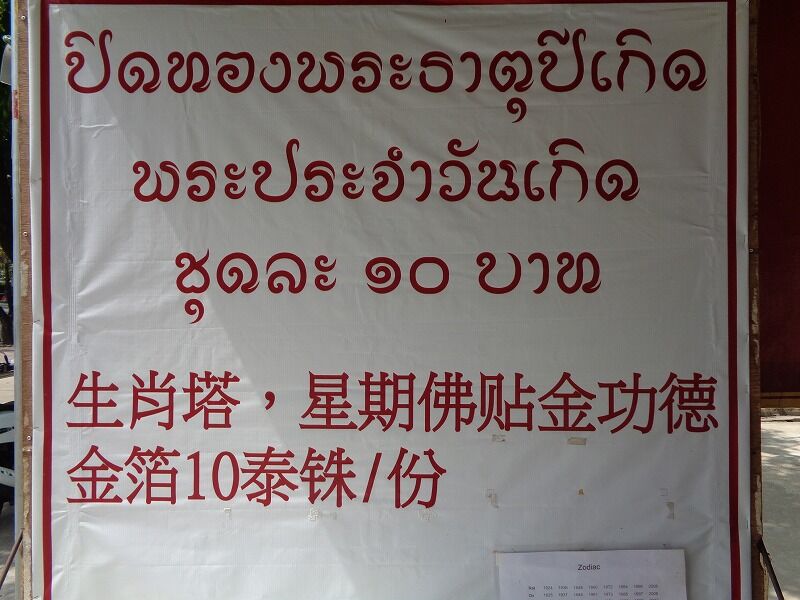 ปิดทองพระธาตุปีเกิด
พระประจำวันเกิด
ชุดละ ๑๐ บาท
生肖塔，星期佛贴金功德
金箔10泰铢/份
Zodiac